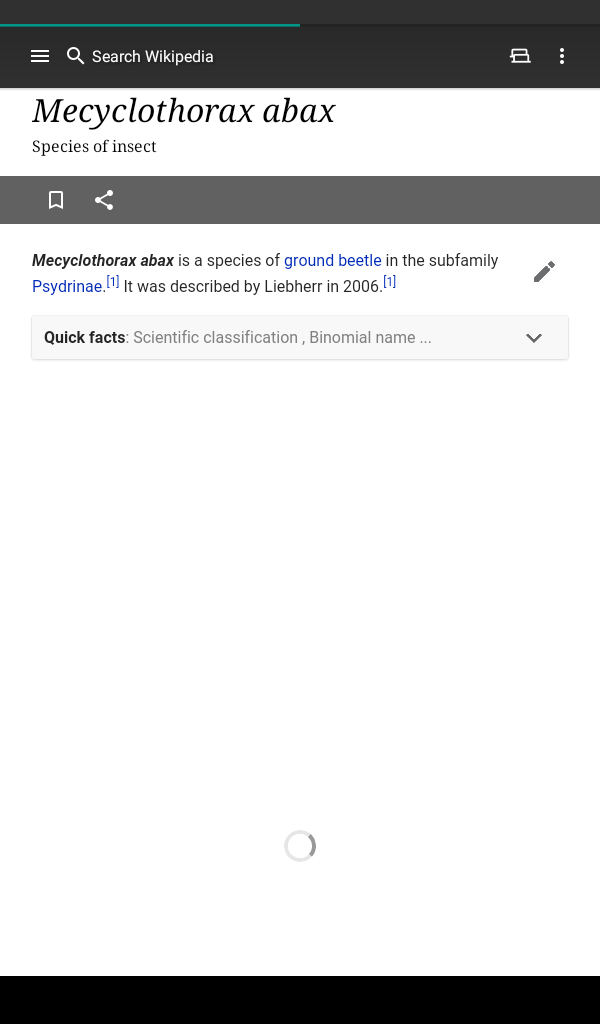 Search Wikipedia
Mecyclothorax abax
Species of insect
Mecyclothorax abax is a species of ground beetle in the subfamily
Psydrinae.[1] It was described by Liebherr in 2006.[1]
Quick facts: Scientific classification , Binomial name ...